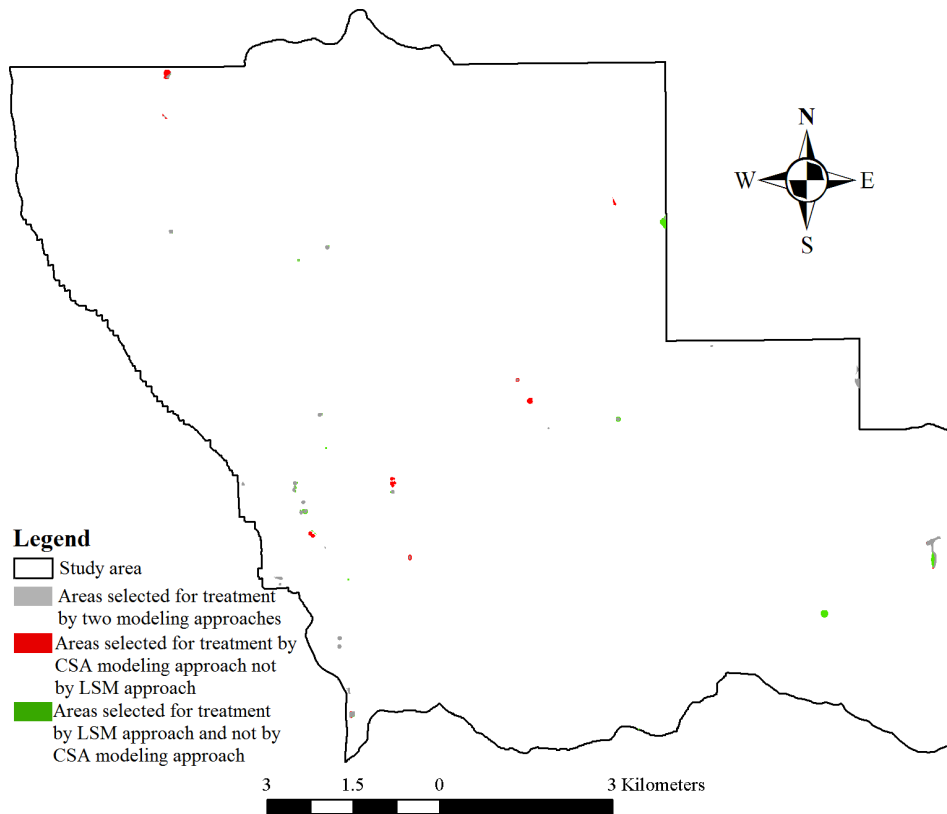 N
W
E
S
Legend
Study area
Areas selected for treatment
by two modeling approaches
Areas selected for treatment by
CSA modeling approach not
by LSM approach
Areas selected for treatment
by LSM approach and not by
CSA modeling approach
3 1.5 0 3 Kilometers